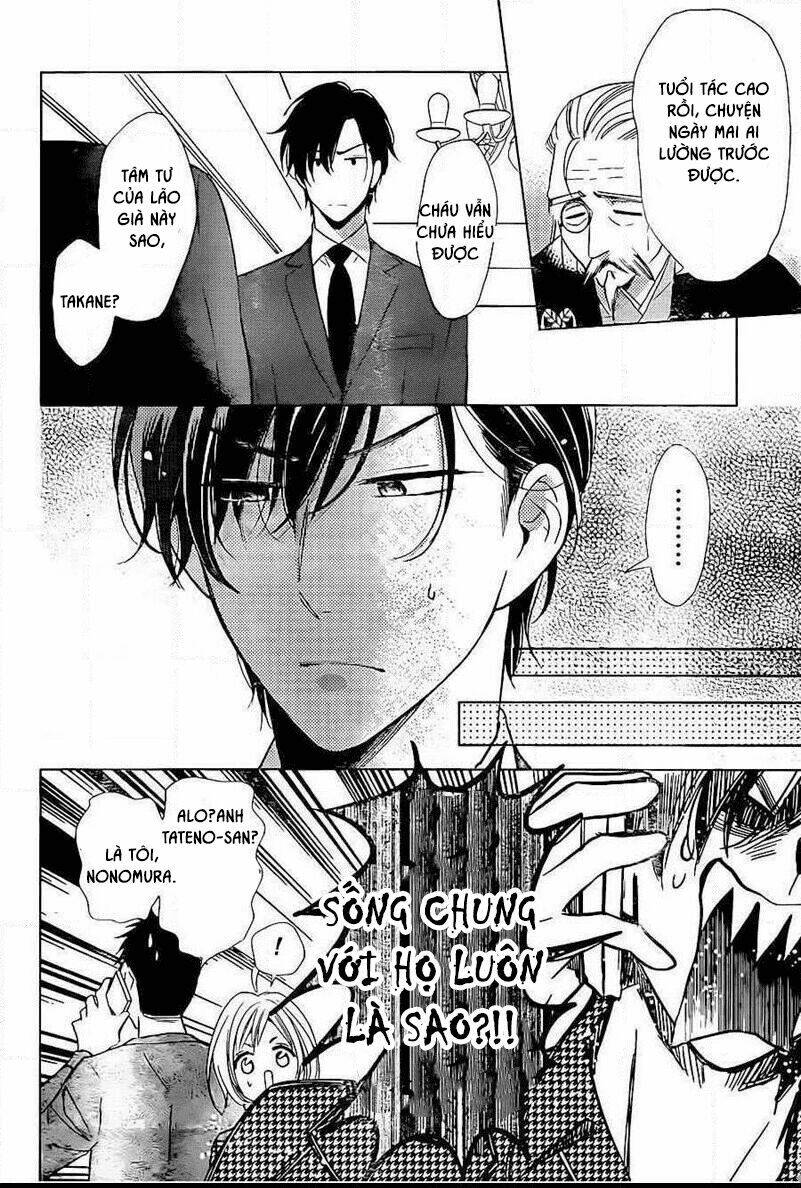 TUỔI TÁC CAO
RỒI, CHUYỆN
NGÀY MAI AI
LƯỜNG TRƯỚC
ĐƯỢC.
CHÁU VẪN
CHƯA HIỂU
ĐƯỢC
TÂM TƯ
CỦA LÃO
GIÀ NÀY
SAO,
TAKANE?
.......
ALO?ANH
TATENO-SAN?
LÀ TÔI,
NONOMURA.
!
SỐNG CHUNG
VỚI HỌ LUÔN
LÀ SAO?!!